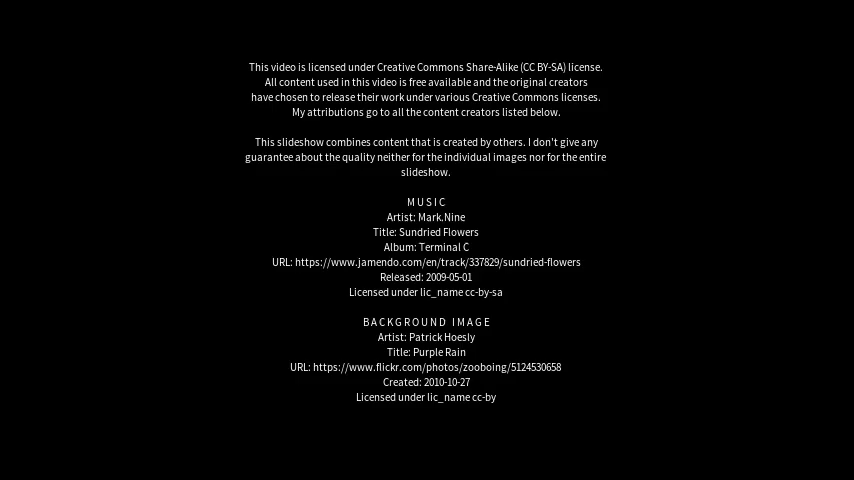 This video is licensed under Creative Commons Share-Alike (CC BY-SA) license.
All content used in this video is free available and the original creators
have chosen to release their work under various Creative Commons licenses.
My attributions go to all the content creators listed below.
This slideshow combines content that is created by others. I don't give any
guarantee about the quality neither for the individual images nor for the entire
slideshow.
MUSIC
Artist: Mark.Nine
Title: Sundried Flowers
Album: Terminal C
URL: https://www.jamendo.com/en/track/337829/sundried-flowers
Released: 2009-05-01
Licensed under lic_name cc-by-sa
BACKGROUND IMAGE
Artist: Patrick Hoesly
Title: Purple Rain
URL: https://www.flickr.com/photos/zooboing/5124530658
Created: 2010-10-27
Licensed under lic_name cc-by